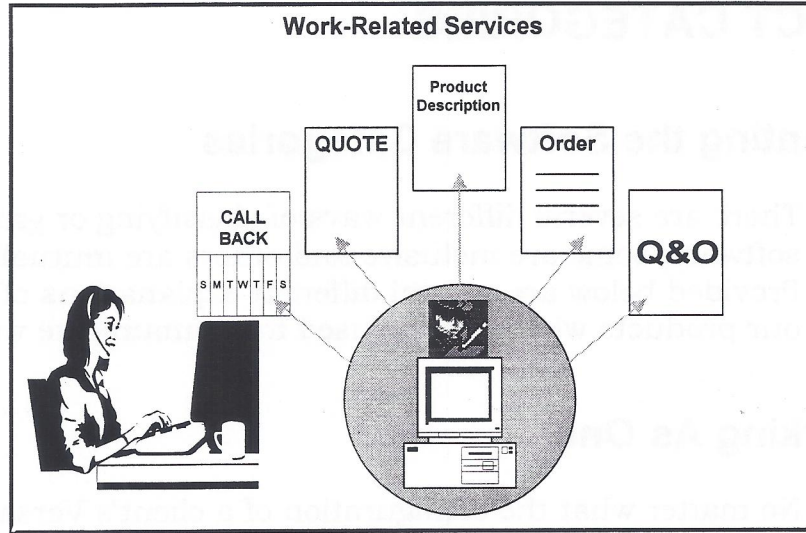 Work-Related Services
Product
Description
QUOTE
Order
CALL
BACK
S M T W T F S
Q&O